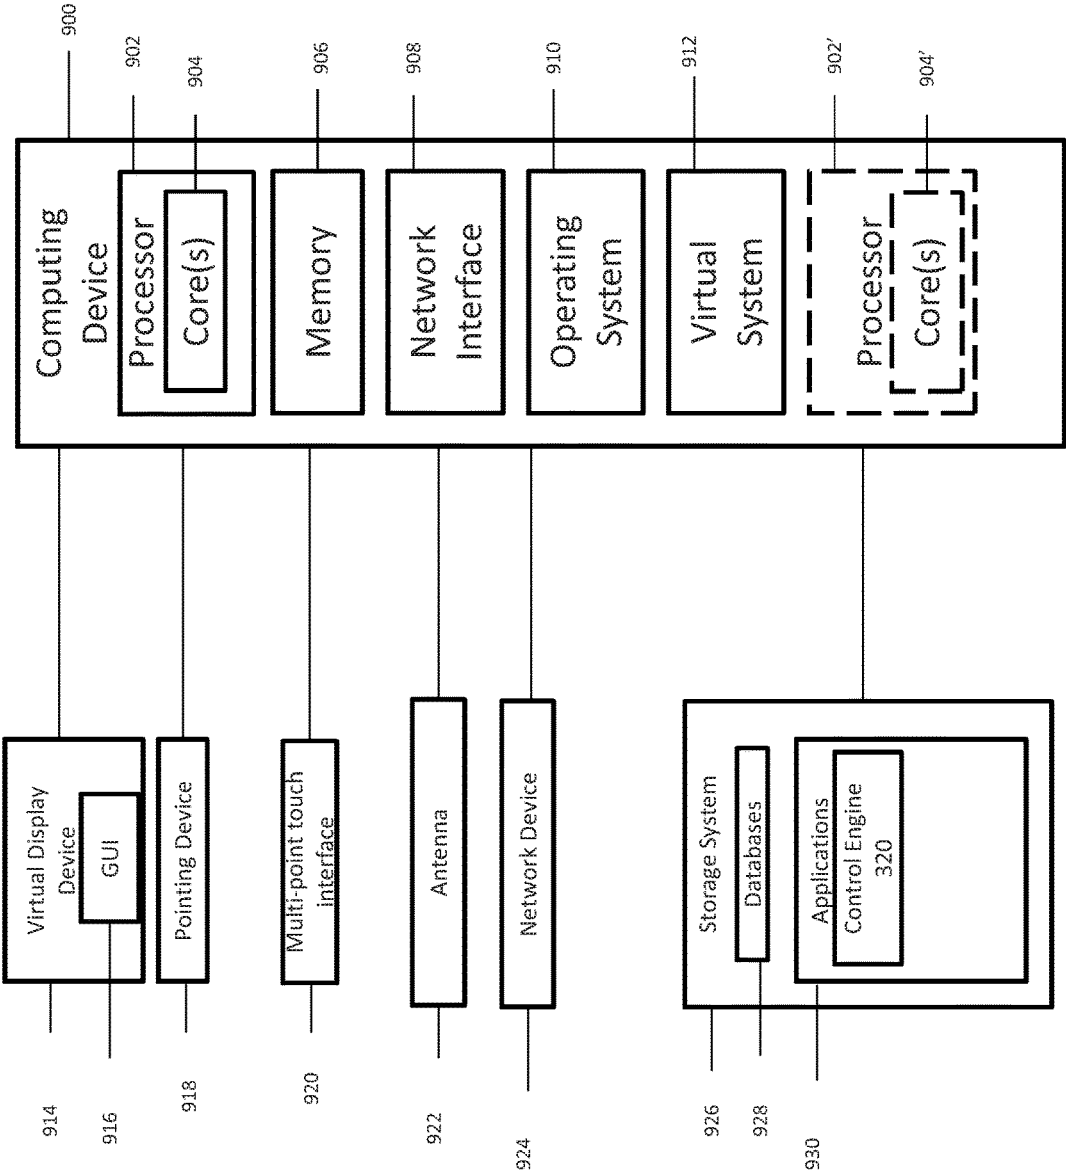 900
902
904
906
908
910
912
902'
904'
Computing
Device
Processor
Core(s)
Memory
Network
Interface
Operating
System
Virtual
System
Processor
Core(s)
Virtual Display
Device
GUI
Pointing Device
Multi-point touch
interface
Antenna
Network Device
Storage System
Databases
Applications
Control Engine
320
914
916
918
920
922
924
926
928
930